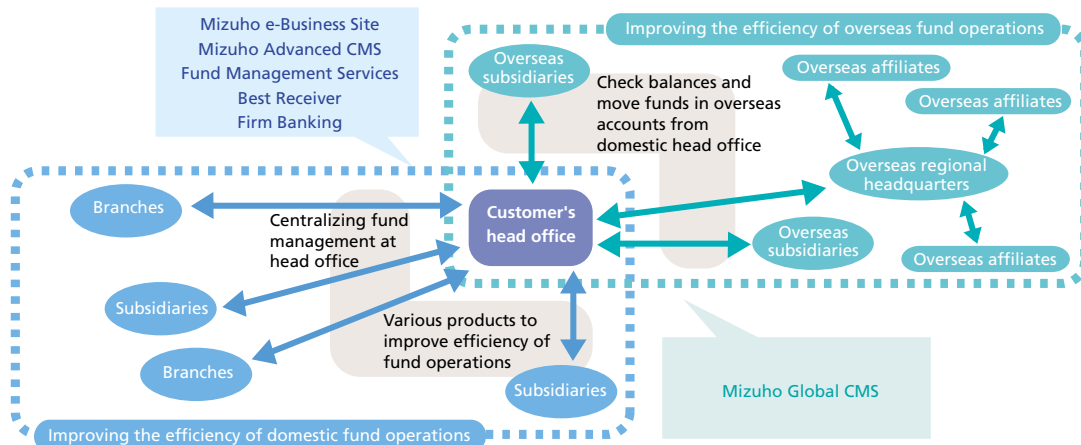 Mizuho e-Business Site
Mizuho Advanced CMS
Fund Management Services
Best Receiver
Firm Banking
Improving the efficiency of overseas fund operations
Overseas
subsidiaries
Check balances and
move funds in overseas
accounts from
domestic head office
Overseas affiliates
Overseas affiliates
Overseas regional
headquarters
Overseas
subsidiaries
Overseas affiliates
Customer's
head office
Branches
Centralizing fund
management at
head office
Subsidiaries
Branches
Various products to
improve efficiency of
fund operations
Subsidiaries
Mizuho Global CMS
Improving the efficiency of domestic fund operations